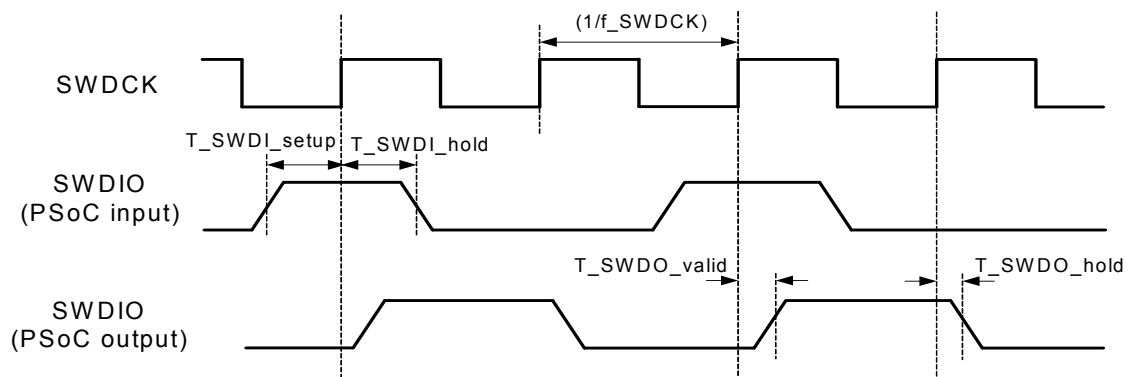 (1/f_SWDCK)
SWDCK
T_SWDI_setup
T_SWDI_hold
SWDIO
(PSoC input)
T_SWDO_valid
T_SWDO_hold
SWDIO
(PSoC output)